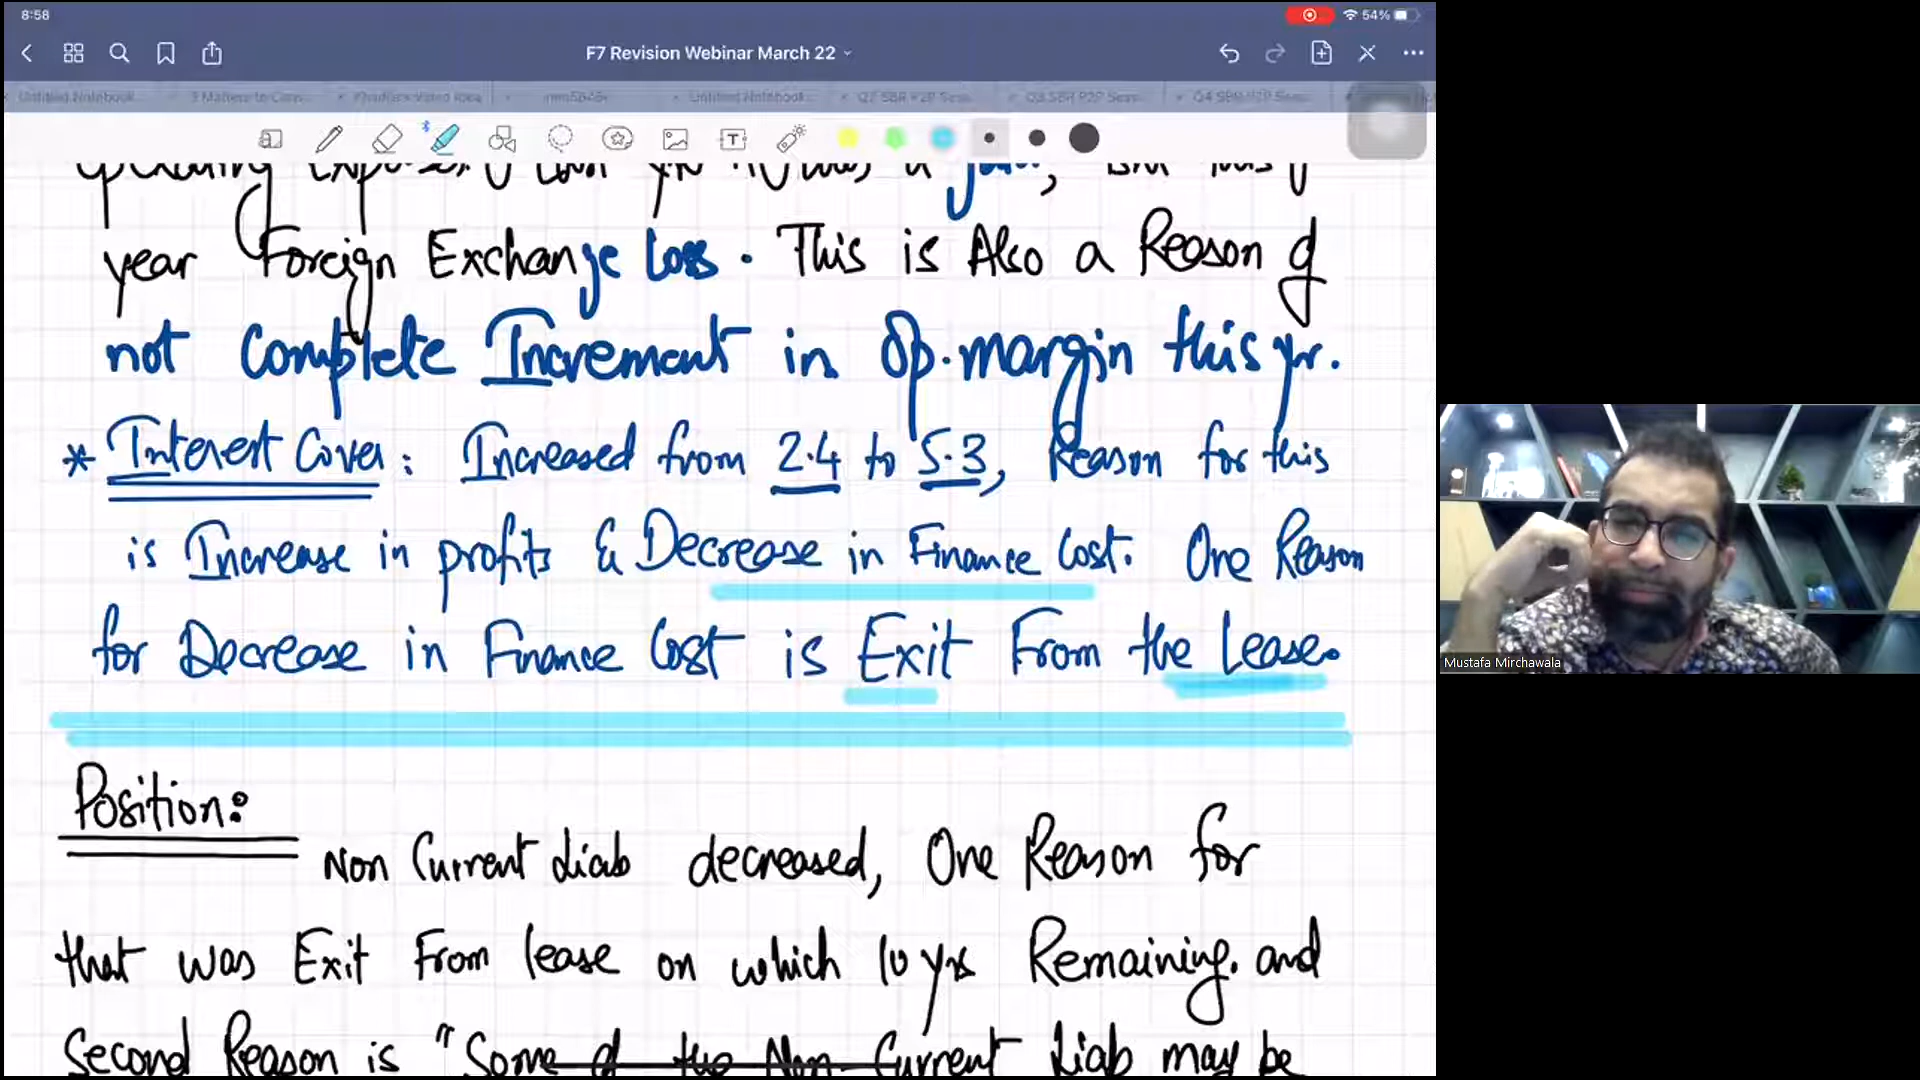 8:58
54%
F7 Revision Webinar March 22
Untitled Notebook
Untitled Notebook
year Foreign Exchange loss. This is Also a Reason of
not Complete Increment in Op. margin this yr.
* Interest Cover: Increased from 2.4 to 5.3, Reason for this
is Increase in profits & Decrease in Finance Cost. One Reason
for Decrease in Finance Cost is Exit From the Lease.
Position:
Non Current Liab decreased, One Reason for
that was Exit From lease on which 10 yrs Remaining. and
Second Reason is "Some of the Non-Current Liab may be
Mustafa Mirchawala